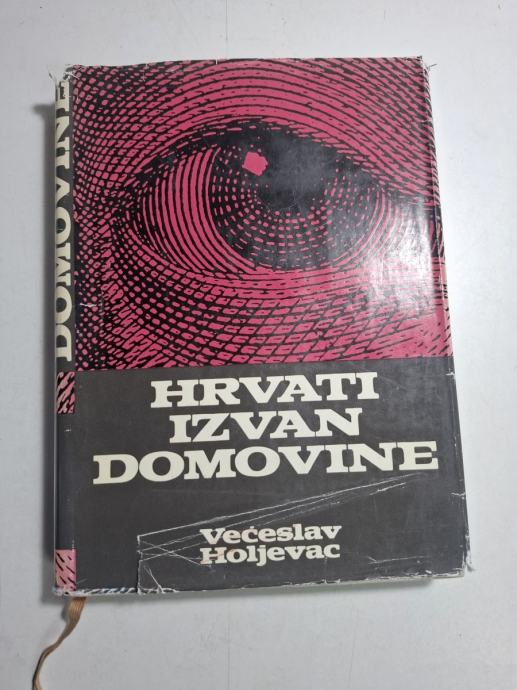 DOMOVINE
HRVATI
IZVAN
DOMOVINE
Većeslav
Holjevac